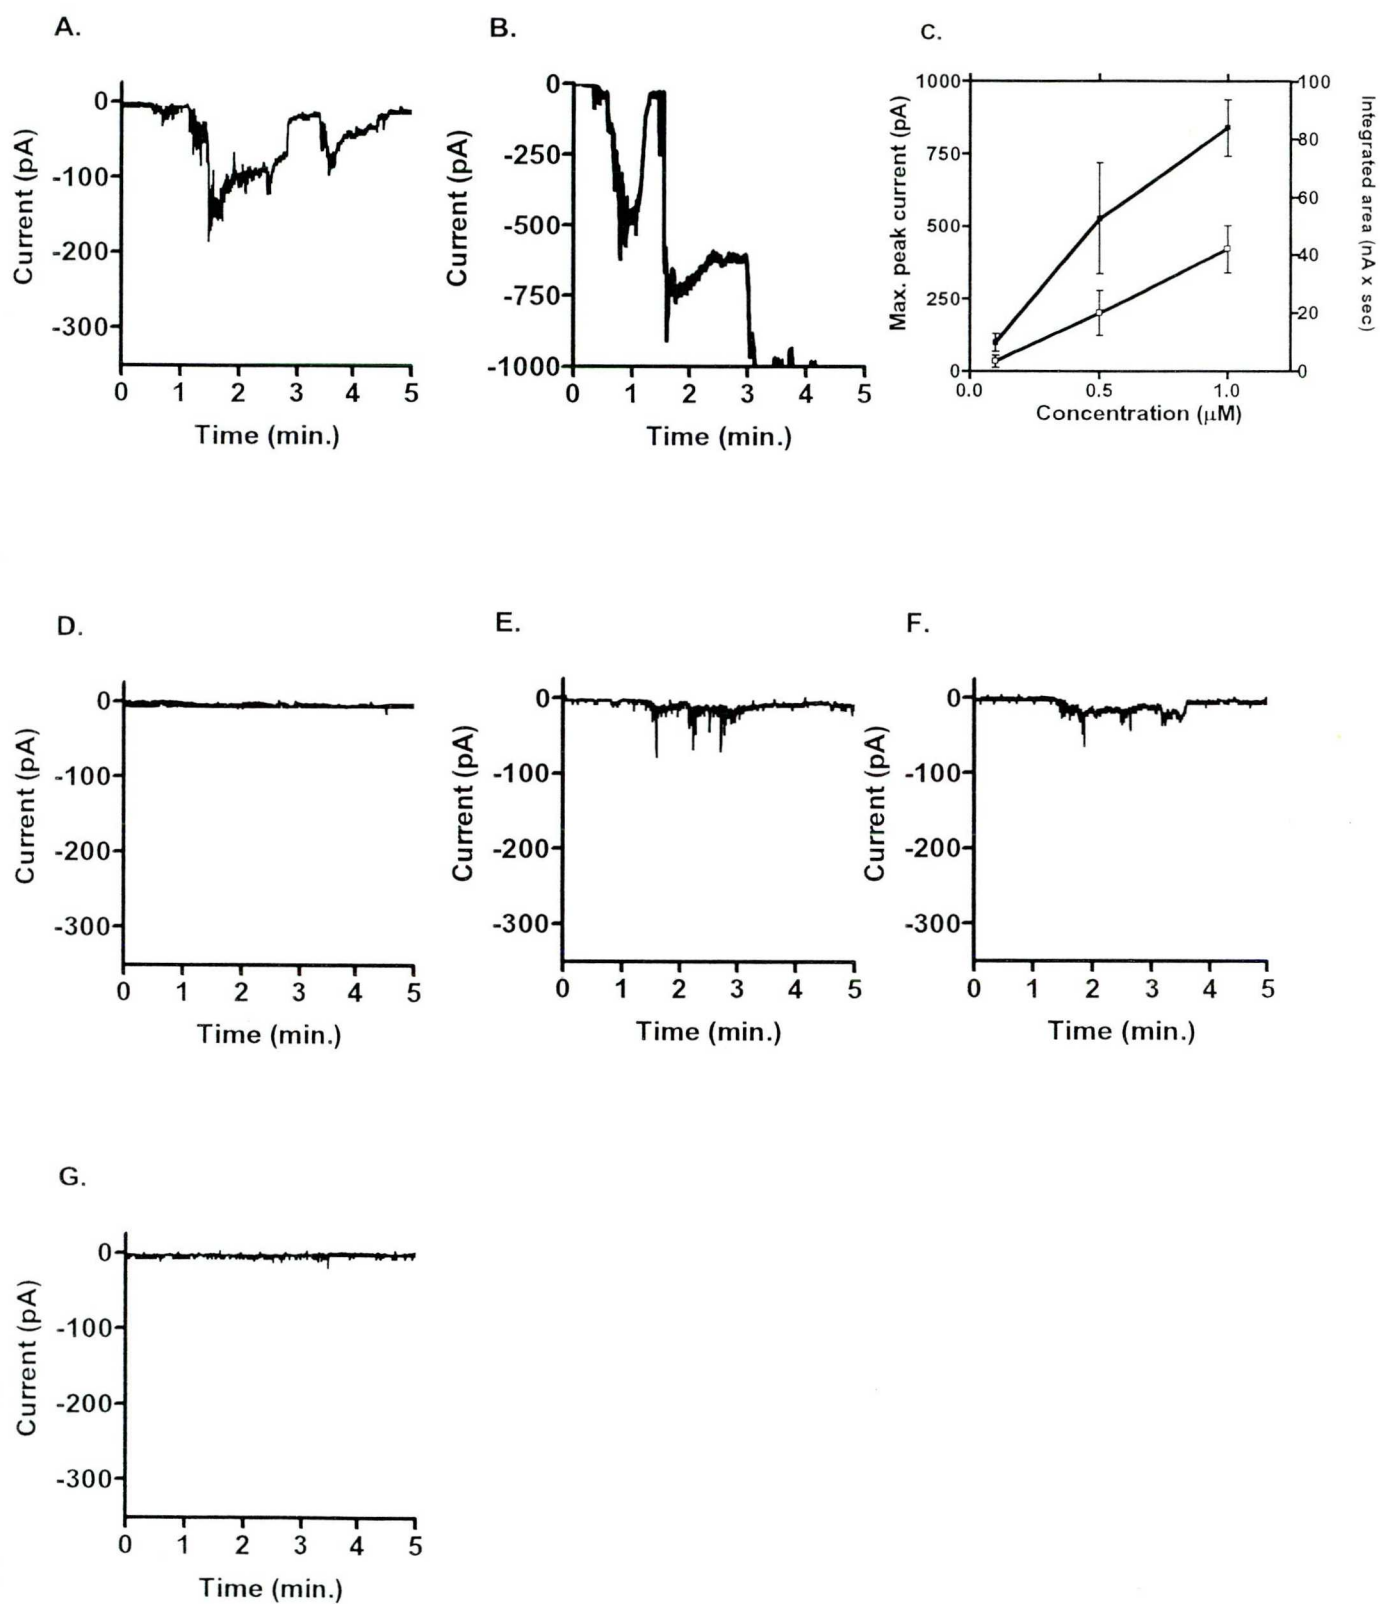 A.
0
-100
-200
-300
Current (pA)
0 1 2 3 4 5
Time (min.)
B.
0
-250
-500
-750
-1000
Current (pA)
0 1 2 3 4 5
Time (min.)
C.
1000
750
500
250
0
Max. peak current (pA)
100
80
60
40
20
0
Integrated area (nA x sec)
0.0 0.5 1.0
Concentration (μM)
D.
0
-100
-200
-300
Current (pA)
0 1 2 3 4 5
Time (min.)
E.
0
-100
-200
-300
Current (pA)
0 1 2 3 4 5
Time (min.)
F.
0
-100
-200
-300
Current (pA)
0 1 2 3 4 5
Time (min.)
G.
0
-100
-200
-300
Current (pA)
0 1 2 3 4 5
Time (min.)